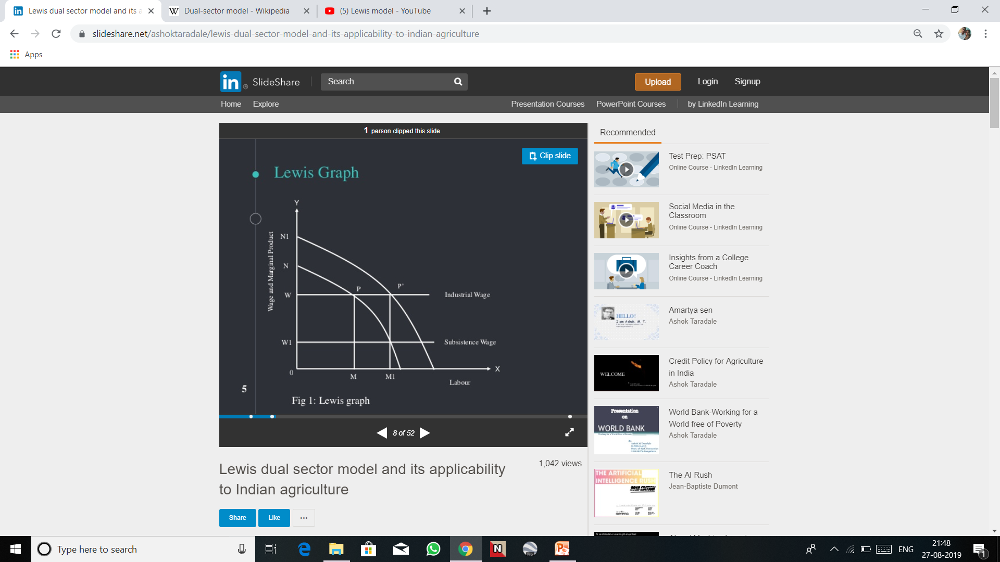 Lewis dual sector model and its a
Dual-sector model - Wikipedia
(5) Lewis model - YouTube
slideshare.net/ashoktaradale/lewis-dual-sector-model-and-its-applicability-to-indian-agriculture
Apps
in ® SlideShare
Search
Upload
Login
Signup
Home
Explore
Presentation Courses
PowerPoint Courses
by LinkedIn Learning
1 person clipped this slide
Clip slide
Lewis Graph
Y
Wage and Marginal Product
N1
N
P
P'
W
Industrial Wage
W1
Subsistence Wage
0
M
M1
X
Labour
5
Fig 1: Lewis graph
8 of 52
Lewis dual sector model and its applicability
to Indian agriculture
1,042 views
Share
Like
Recommended
Test Prep: PSAT
Online Course - LinkedIn Learning
Social Media in the
Classroom
Online Course - LinkedIn Learning
Insights from a College
Career Coach
Online Course - LinkedIn Learning
HELLO!
I am Ashok, M. T.
Amartya sen
Ashok Taradale
WELCOME
Credit Policy for Agriculture
in India
Ashok Taradale
Presentation
on
WORLD BANK
World Bank-Working for a
World free of Poverty
Ashok Taradale
THE ARTIFICIAL
INTELLIGENCE RUSH
2019 EDITION
The AI Rush
Jean-Baptiste Dumont
Type here to search
ENG
21:48
27-08-2019
1